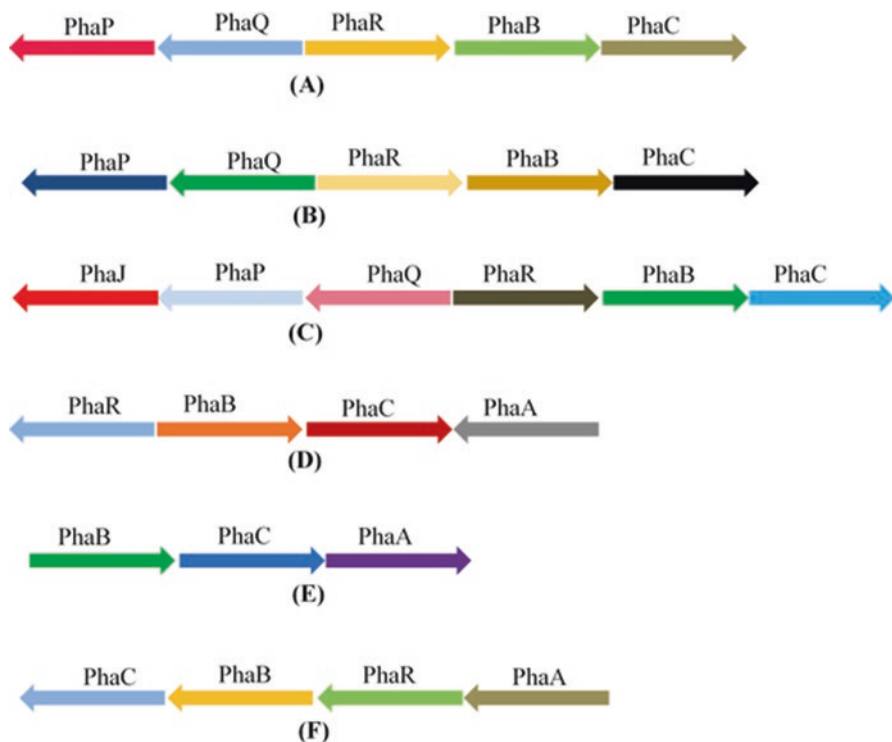 PhaP PhaQ PhaR PhaB PhaC
(A)
PhaP PhaQ PhaR PhaB PhaC
(B)
PhaJ PhaP PhaQ PhaR PhaB PhaC
(C)
PhaR PhaB PhaC PhaA
(D)
PhaB PhaC PhaA
(E)
PhaC PhaB PhaR PhaA
(F)